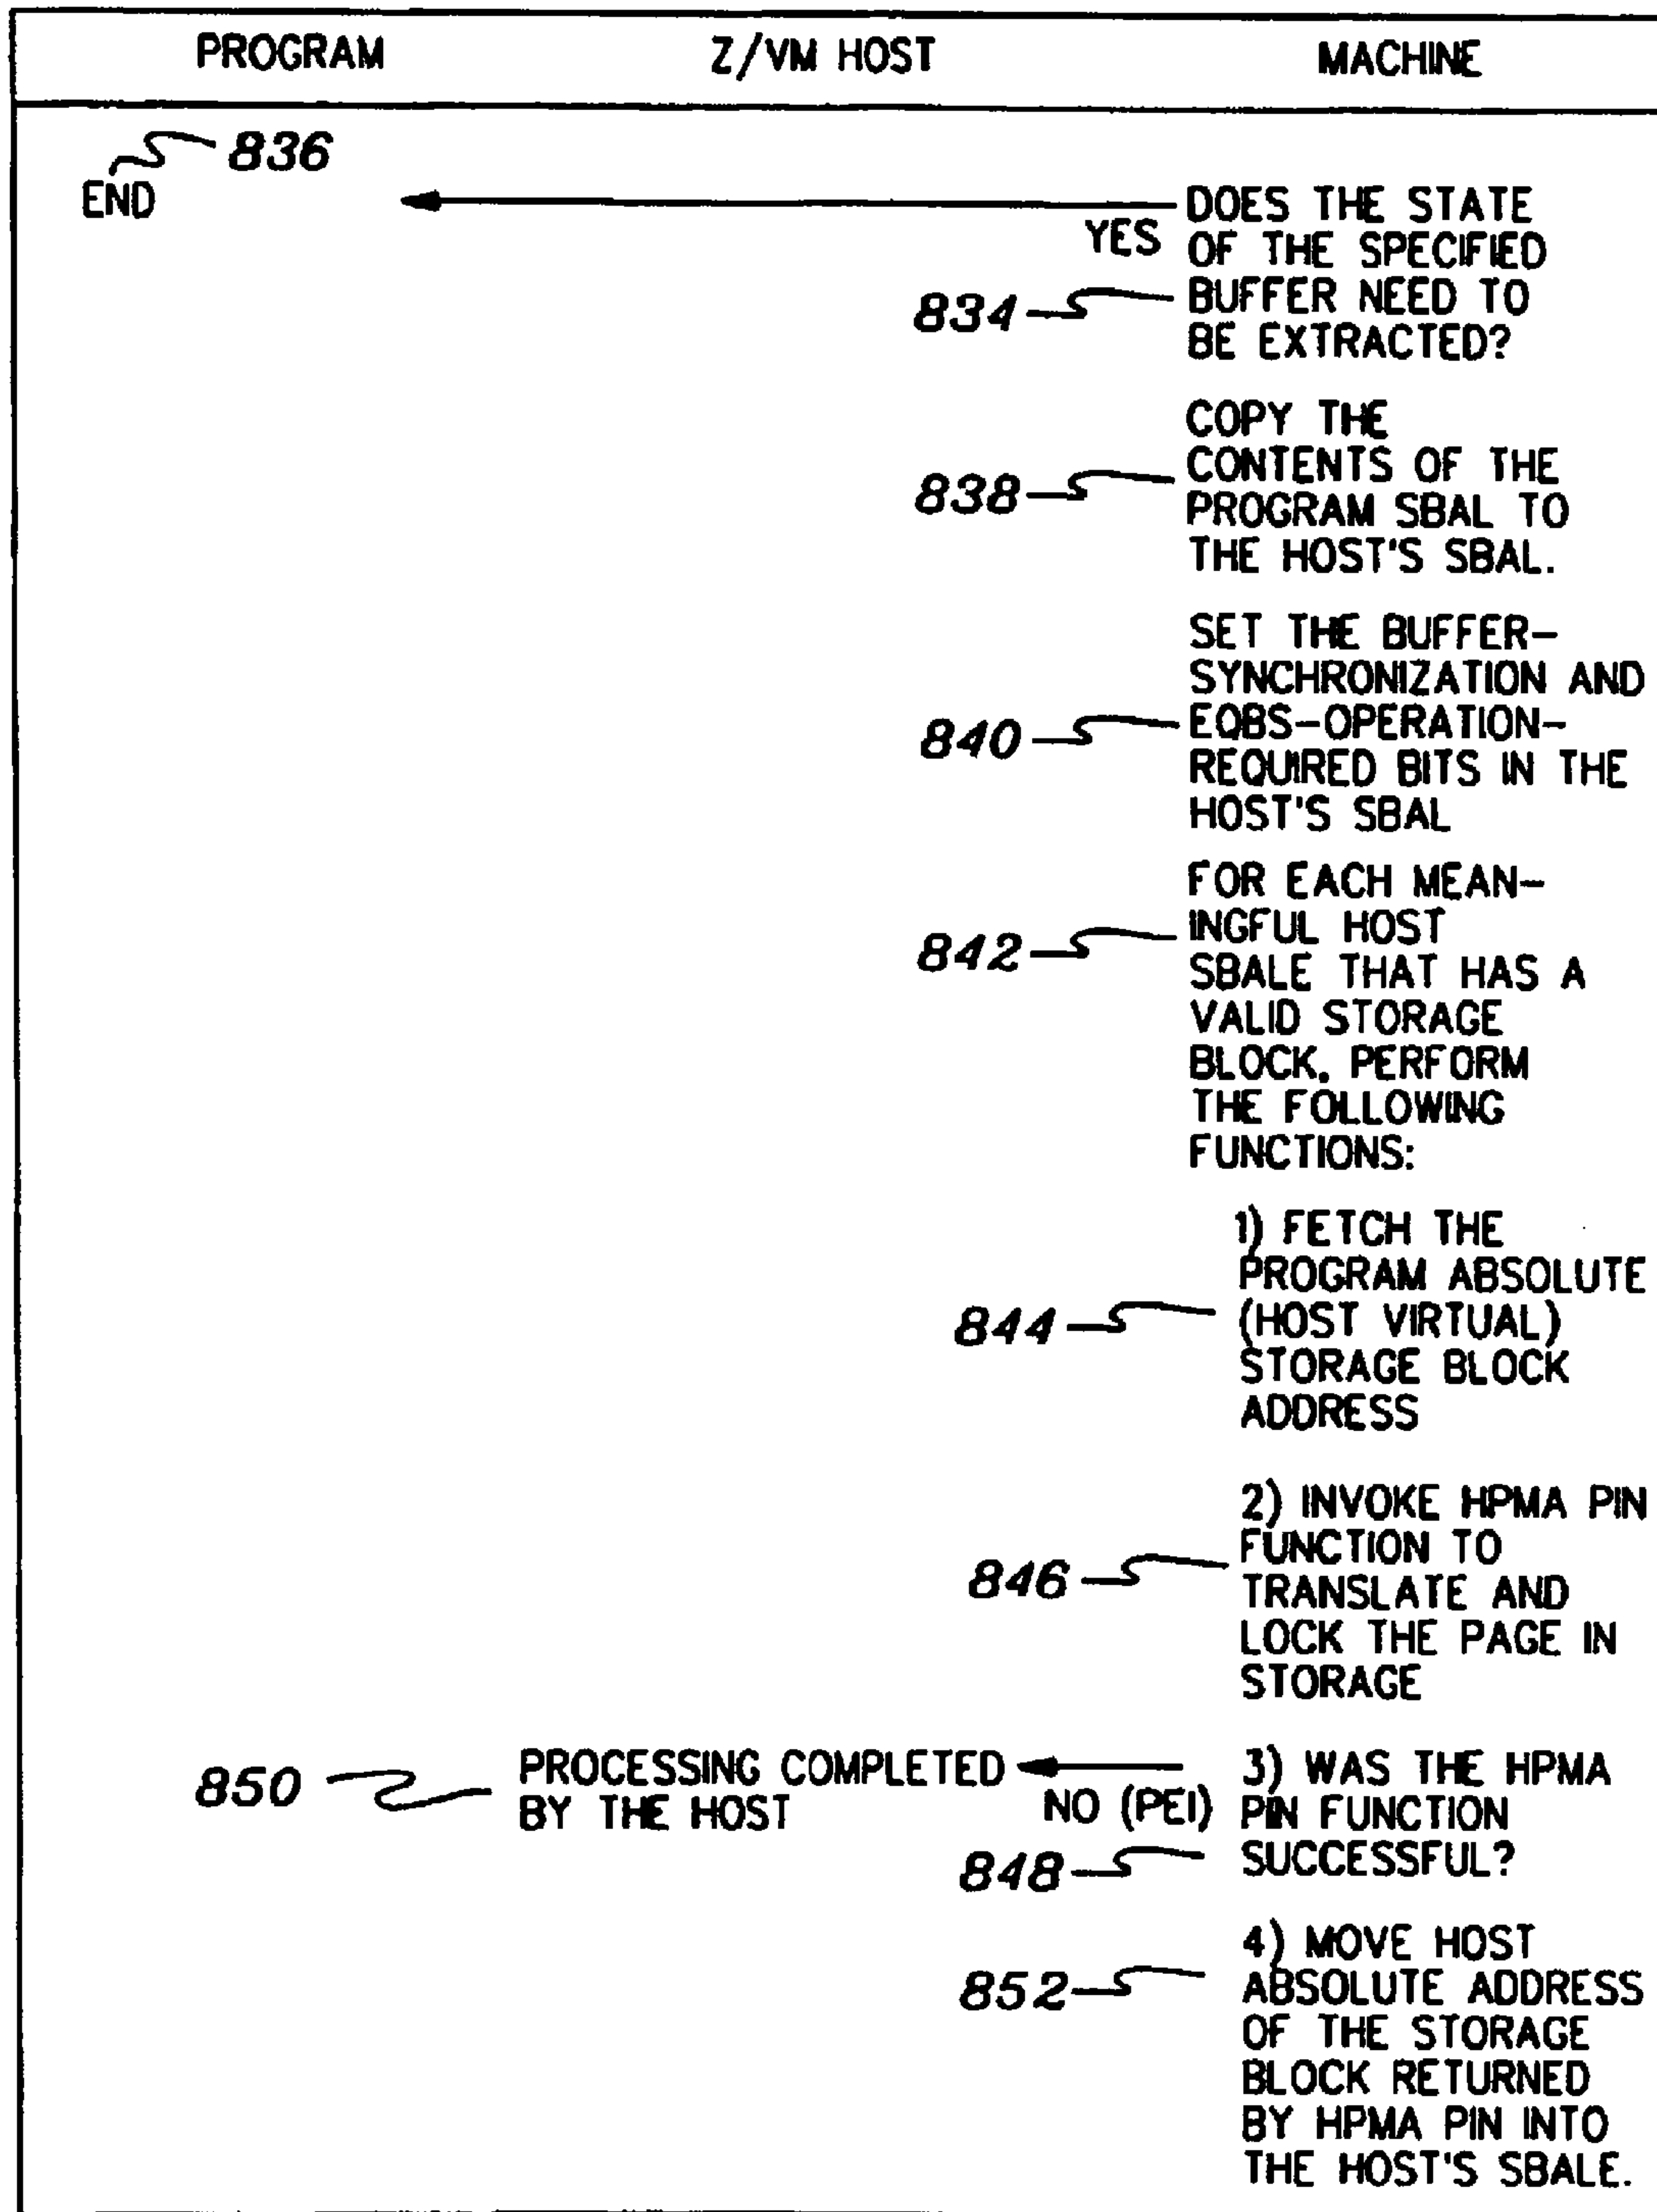 PROGRAM Z/VM HOST MACHINE
836
END
YES
DOES THE STATE
OF THE SPECIFIED
BUFFER NEED TO
BE EXTRACTED?
834
COPY THE
CONTENTS OF THE
PROGRAM SBAL TO
THE HOST'S SBAL.
838
SET THE BUFFER-
SYNCHRONIZATION AND
EQBS-OPERATION-
REQUIRED BITS IN THE
HOST'S SBAL
840
FOR EACH MEAN-
INGFUL HOST
SBALE THAT HAS A
VALID STORAGE
BLOCK, PERFORM
THE FOLLOWING
FUNCTIONS:
842
1) FETCH THE
PROGRAM ABSOLUTE
(HOST VIRTUAL)
STORAGE BLOCK
ADDRESS
844
2) INVOKE HPMA PIN
FUNCTION TO
TRANSLATE AND
LOCK THE PAGE IN
STORAGE
846
3) WAS THE HPMA
PIN FUNCTION
SUCCESSFUL?
848
NO (PEI)
PROCESSING COMPLETED
BY THE HOST
850
4) MOVE HOST
ABSOLUTE ADDRESS
OF THE STORAGE
BLOCK RETURNED
BY HPMA PIN INTO
THE HOST'S SBALE.
852